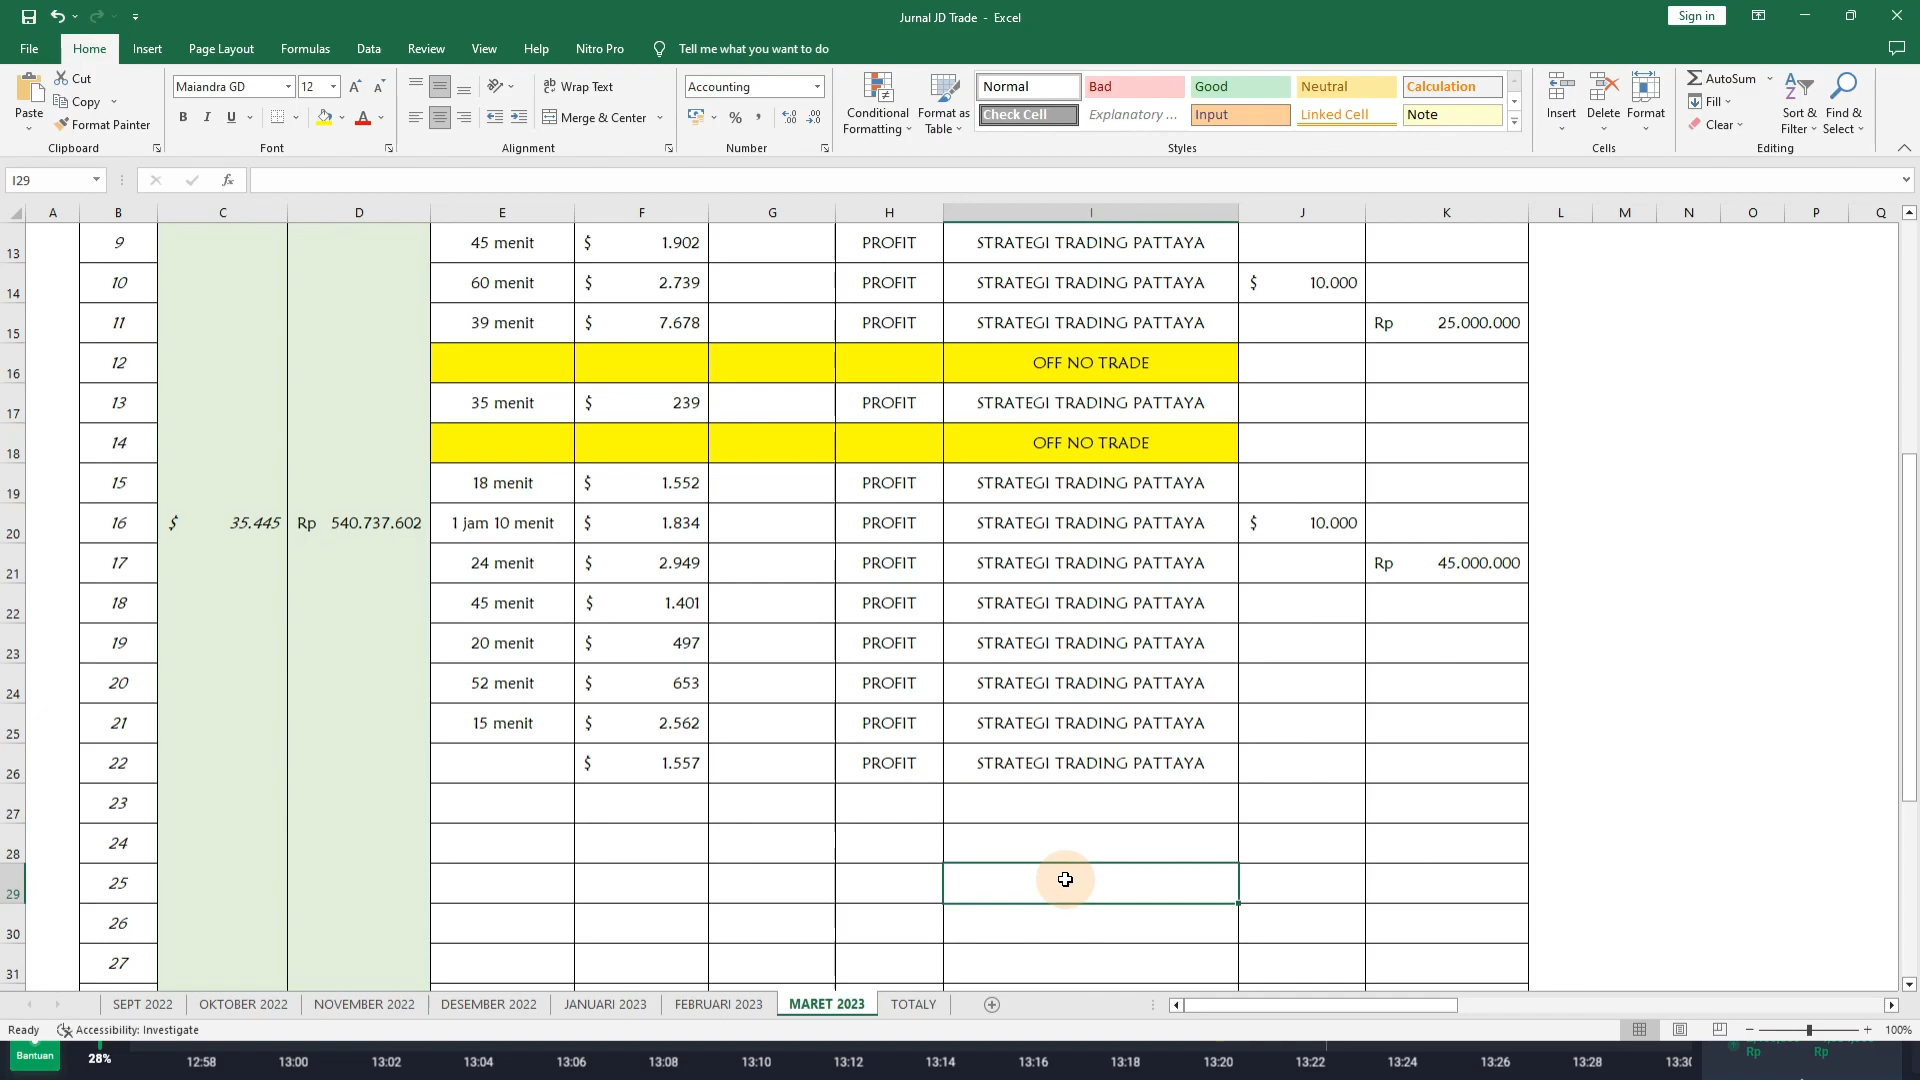 Jurnal JD Trade - Excel
Sign in
File Home Insert Page Layout Formulas Data Review View Help Nitro Pro Tell me what you want to do
Paste
Cut
Copy
Format Painter
Clipboard
Maiandra GD 12
B I U
Font
Wrap Text
Merge & Center
Alignment
Accounting
Number
Conditional Formatting
Format as Table
Normal Bad Good Neutral Calculation
Check Cell Explanatory ... Input Linked Cell Note
Styles
Insert Delete Format
Cells
AutoSum
Fill
Clear
Sort & Filter
Find & Select
Editing
I29 fx
A B C D E F G H I J K L M N O P Q
13 9 45 menit $ 1.902 PROFIT STRATEGI TRADING PATTAYA
14 10 60 menit $ 2.739 PROFIT STRATEGI TRADING PATTAYA $ 10.000
15 11 39 menit $ 7.678 PROFIT STRATEGI TRADING PATTAYA Rp 25.000.000
16 12 OFF NO TRADE
17 13 35 menit $ 239 PROFIT STRATEGI TRADING PATTAYA
18 14 OFF NO TRADE
19 15 18 menit $ 1.552 PROFIT STRATEGI TRADING PATTAYA
20 16 $ 35.445 Rp 540.737.602 1 jam 10 menit $ 1.834 PROFIT STRATEGI TRADING PATTAYA $ 10.000
21 17 24 menit $ 2.949 PROFIT STRATEGI TRADING PATTAYA Rp 45.000.000
22 18 45 menit $ 1.401 PROFIT STRATEGI TRADING PATTAYA
23 19 20 menit $ 497 PROFIT STRATEGI TRADING PATTAYA
24 20 52 menit $ 653 PROFIT STRATEGI TRADING PATTAYA
25 21 15 menit $ 2.562 PROFIT STRATEGI TRADING PATTAYA
26 22 $ 1.557 PROFIT STRATEGI TRADING PATTAYA
27 23
28 24
29 25
30 26
31 27
SEPT 2022 OKTOBER 2022 NOVEMBER 2022 DESEMBER 2022 JANUARI 2023 FEBRUARI 2023 MARET 2023 TOTALY
Ready Accessibility: Investigate 100%
Bantuan 28% 12:58 13:00 13:02 13:04 13:06 13:08 13:10 13:12 13:14 13:16 13:18 13:20 13:22 13:24 13:26 13:28 13:30 Rp Rp